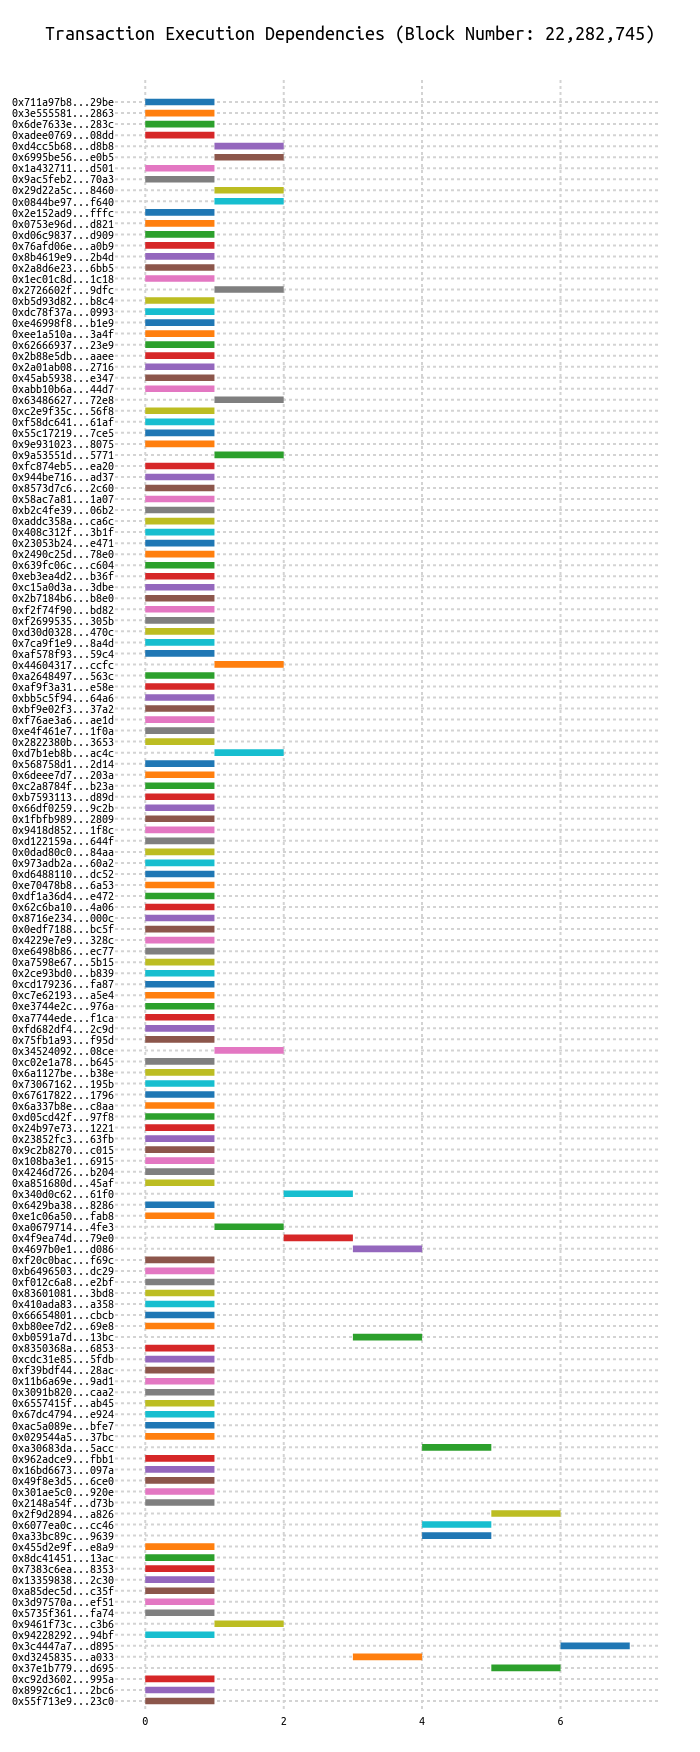 Transaction Execution Dependencies (Block Number: 22,282,745)
0x711a97b8...29be
0x3e555581...2863
0x6de7633e...283c
0xadee0769...08dd
0xd4cc5b68...d8b8
0x6995be56...e0b5
0x1a432711...d501
0x9ac5feb2...70a3
0x29d22a5c...8460
0x0844be97...f640
0x2e152ad9...fffc
0x0753e96d...d821
0xd06c9837...d909
0x76afd06e...a0b9
0x8b4619e9...2b4d
0x2a8d6e23...6bb5
0x1ec01c8d...1c18
0x2726602f...9dfc
0xb5d93d82...b8c4
0xdc78f37a...0993
0xe46998f8...b1e9
0xee1a510a...3a4f
0x62666937...23e9
0x2b88e5db...aaee
0x2a01ab08...2716
0x45ab5938...e347
0xabb10b6a...44d7
0x63486627...72e8
0xc2e9f35c...56f8
0xf58dc641...61af
0x55c17219...7ce5
0x9e931023...8075
0x9a53551d...5771
0xfc874eb5...ea20
0x944be716...ad37
0x8573d7c6...2c60
0x58ac7a81...1a07
0xb2c4fe39...06b2
0xaddc358a...ca6c
0x408c312f...3b1f
0x23053b24...e471
0x2490c25d...78e0
0x639fc06c...c604
0xeb3ea4d2...b36f
0xc15a0d3a...3dbe
0x2b7184b6...b8e0
0xf2f74f90...bd82
0xf2699535...305b
0xd30d0328...470c
0x7ca9f1e9...8a4d
0xaf578f93...59c4
0x44604317...ccfc
0xa2648497...563c
0xaf9f3a31...e58e
0xbb5c5f94...64a6
0xbf9e02f3...37a2
0xf76ae3a6...ae1d
0xe4f461e7...1f0a
0x2822380b...3653
0xd7b1eb8b...ac4c
0x568758d1...2d14
0x6deee7d7...203a
0xc2a8784f...b23a
0xb7593113...d89d
0x66df0259...9c2b
0x1fbfb989...2809
0x9418d852...1f8c
0xd122159a...644f
0x0dad80c0...84aa
0x973adb2a...60a2
0xd6488110...dc52
0xe70478b8...6a53
0xdf1a36d4...e472
0x62c6ba10...4a06
0x8716e234...000c
0x0edf7188...bc5f
0x4229e7e9...328c
0xe6498b86...ec77
0xa7598e67...5b15
0x2ce93bd0...b839
0xcd179236...fa87
0xc7e62193...a5e4
0xe3744e2c...976a
0xa7744ede...f1ca
0xfd682df4...2c9d
0x75fb1a93...f95d
0x34524092...08ce
0xc02e1a78...b645
0x6a1127be...b38e
0x73067162...195b
0x67617822...1796
0x6a337b8e...c8aa
0xd05cd42f...97f8
0x24b97e73...1221
0x23852fc3...63fb
0x9c2b8270...c015
0x108ba3e1...6915
0x4246d726...b204
0xa851680d...45af
0x340d0c62...61f0
0x6429ba38...8286
0xe1c06a50...fab8
0xa0679714...4fe3
0x4f9ea74d...79e0
0x4697b0e1...d086
0xf20c0bac...f69c
0xb6496503...dc29
0xf012c6a8...e2bf
0x83601081...3bd8
0x410ada83...a358
0x66654801...cbcb
0xb80ee7d2...69e8
0xb0591a7d...13bc
0x8350368a...6853
0xcdc31e85...5fdb
0xf39bdf44...28ac
0x11b6a69e...9ad1
0x3091b820...caa2
0x6557415f...ab45
0x67dc4794...e924
0xac5a089e...bfe7
0x029544a5...37bc
0xa30683da...5acc
0x962adce9...fbb1
0x16bd6673...097a
0x49f8e3d5...6ce0
0x301ae5c0...920e
0x2148a54f...d73b
0x2f9d2894...a826
0x6077ea0c...cc46
0xa33bc89c...9639
0x455d2e9f...e8a9
0x8dc41451...13ac
0x7383c6ea...8353
0x13359838...2c30
0xa85dec5d...c35f
0x3d97570a...ef51
0x5735f361...fa74
0x9461f73c...c3b6
0x94228292...94bf
0x3c4447a7...d895
0xd3245835...a033
0x37e1b779...d695
0xc92d3602...995a
0x8992c6c1...2bc6
0x55f713e9...23c0
0 2 4 6